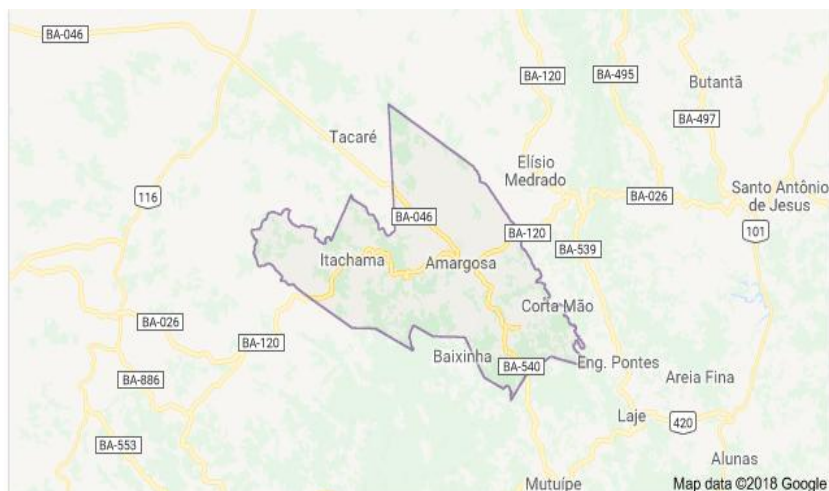 BA-046
BA-120
BA-495
Butantã
BA-497
Tacaré
Elísio
Medrado
116
BA-026
Santo Antônio
de Jesus
BA-046
BA-120
101
BA-539
Itachama
Amargosa
Corta Mão
BA-026
BA-120
Baixinha
BA-540
Eng. Pontes
BA-886
Areia Fina
Laje
420
BA-553
Alunas
Mutuípe
Map data ©2018 Google